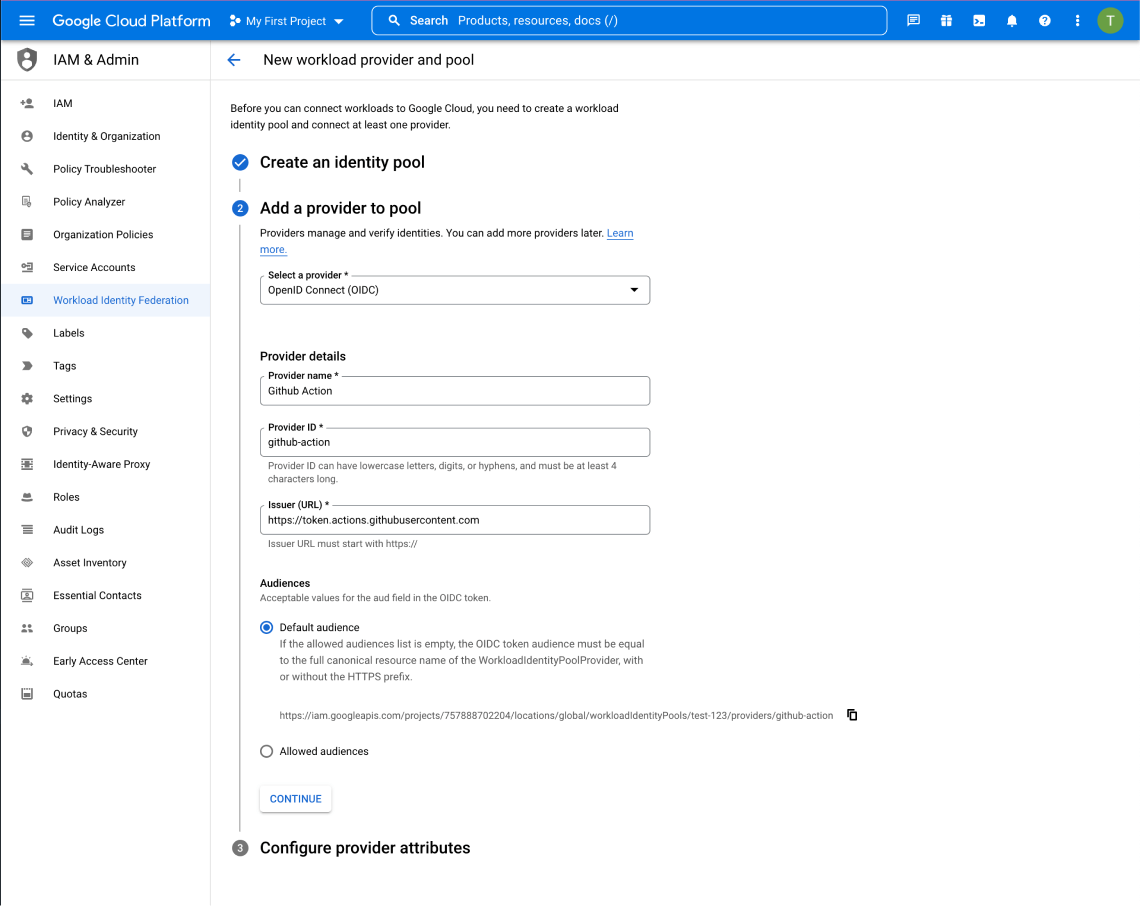 Google Cloud Platform
My First Project
Search Products, resources, docs (/)
T
IAM & Admin
New workload provider and pool
IAM
Identity & Organization
Policy Troubleshooter
Policy Analyzer
Organization Policies
Service Accounts
Workload Identity Federation
Labels
Tags
Settings
Privacy & Security
Identity-Aware Proxy
Roles
Audit Logs
Asset Inventory
Essential Contacts
Groups
Early Access Center
Quotas
Before you can connect workloads to Google Cloud, you need to create a workload
identity pool and connect at least one provider.
Create an identity pool
2 Add a provider to pool
Providers manage and verify identities. You can add more providers later. Learn
more.
Select a provider *
OpenID Connect (OIDC)
Provider details
Provider name *
Github Action
Provider ID *
github-action
Provider ID can have lowercase letters, digits, or hyphens, and must be at least 4
characters long.
Issuer (URL) *
https://token.actions.githubusercontent.com
Issuer URL must start with https://
Audiences
Acceptable values for the aud field in the OIDC token.
Default audience
If the allowed audiences list is empty, the OIDC token audience must be equal
to the full canonical resource name of the WorkloadIdentityPoolProvider, with
or without the HTTPS prefix.
https://iam.googleapis.com/projects/757888702204/locations/global/workloadIdentityPools/test-123/providers/github-action
Allowed audiences
CONTINUE
3 Configure provider attributes